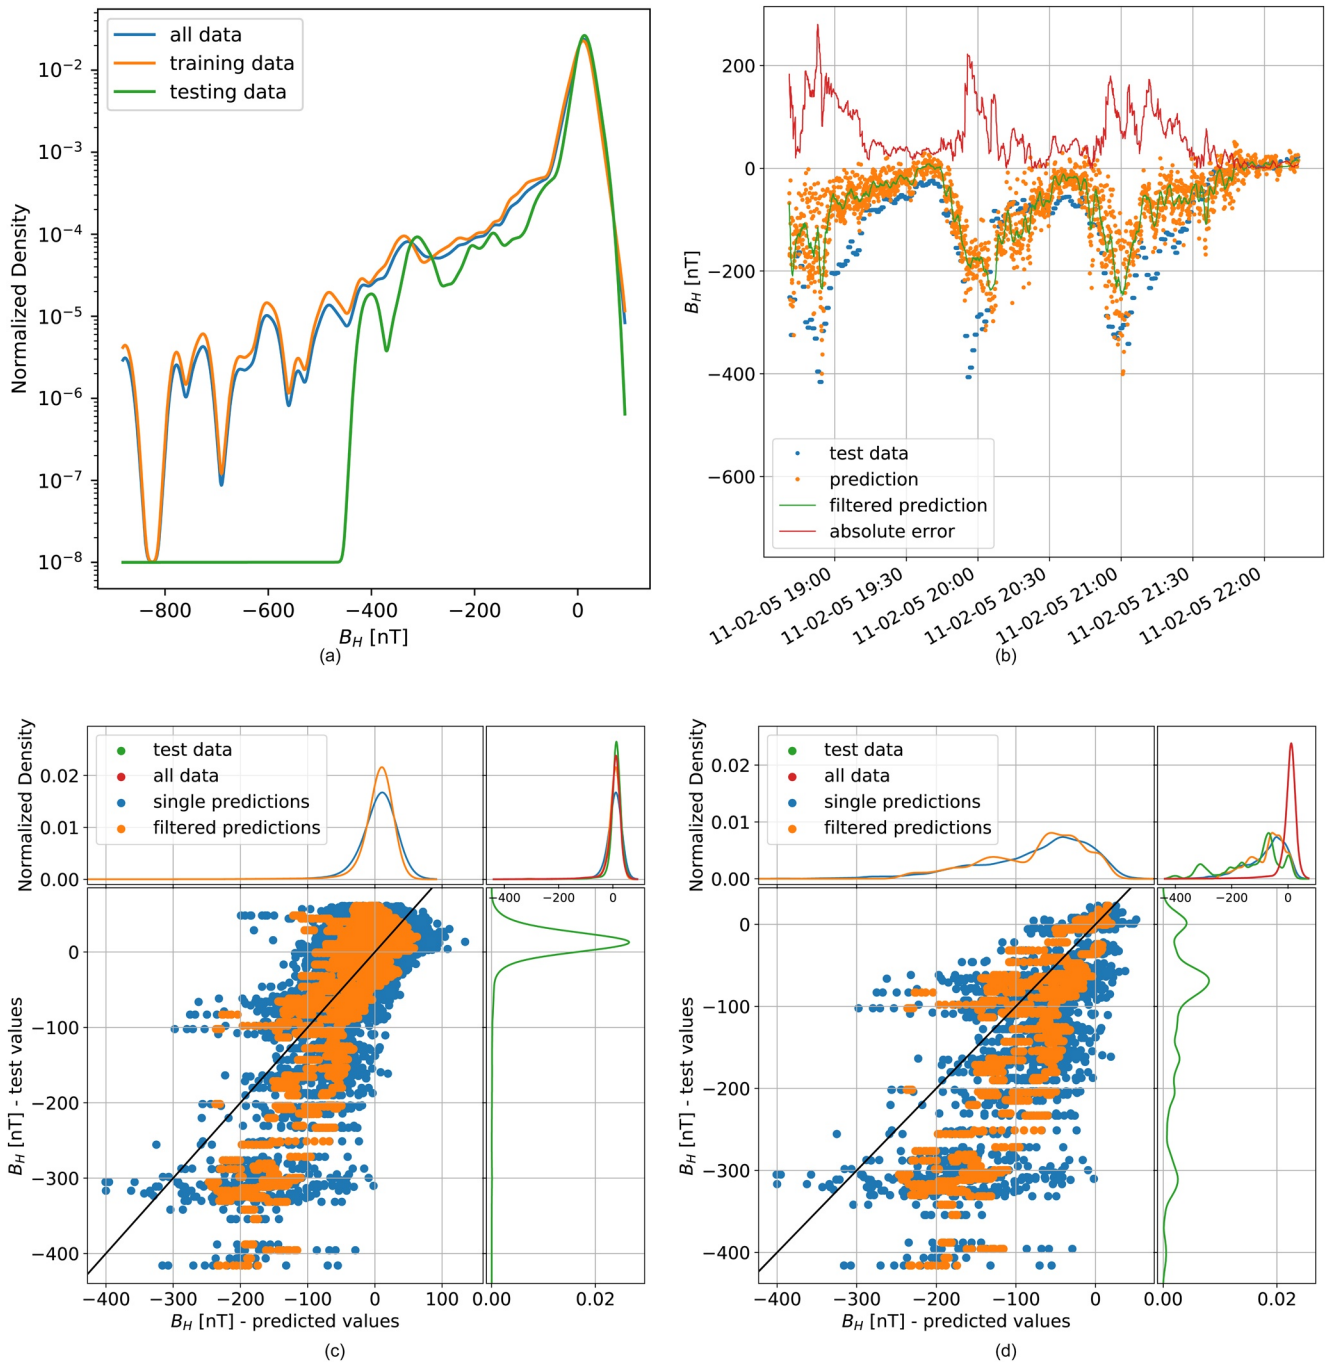 all data
training data
testing data
10⁻²
10⁻³
10⁻⁴
10⁻⁵
10⁻⁶
10⁻⁷
10⁻⁸
Normalized Density
−800
−600
−400
−200
0
B_H [nT]
(a)
200
0
−200
−400
−600
B_H [nT]
test data
prediction
filtered prediction
absolute error
11-02-05 19:00
11-02-05 19:30
11-02-05 20:00
11-02-05 20:30
11-02-05 21:00
11-02-05 21:30
11-02-05 22:00
(b)
Normalized Density
0.02
0.01
0.00
test data
all data
single predictions
filtered predictions
−400
−200
0
B_H [nT] - test values
0
−100
−200
−300
−400
−400
−300
−200
−100
0
100
0.00
0.02
B_H [nT] - predicted values
(c)
Normalized Density
0.02
0.01
0.00
test data
all data
single predictions
filtered predictions
−400
−200
0
B_H [nT] - test values
0
−100
−200
−300
−400
−400
−300
−200
−100
0
0.00
0.02
B_H [nT] - predicted values
(d)